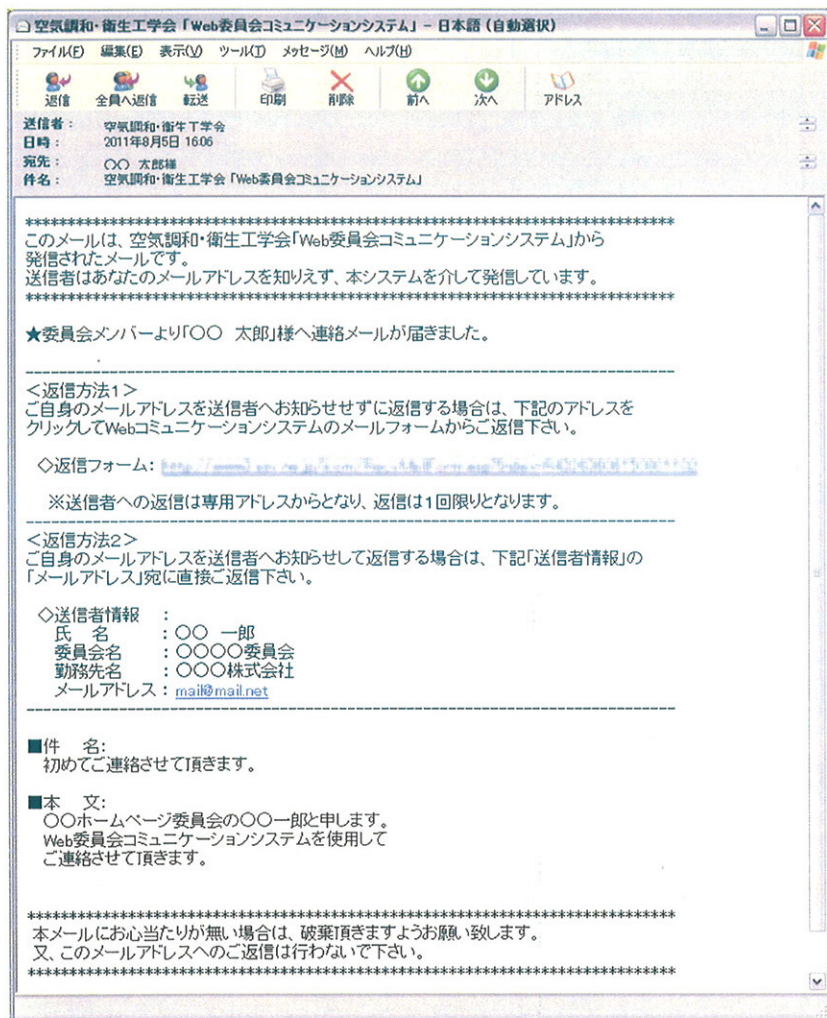 空気調和・衛生工学会「Web委員会コミュニケーションシステム」 - 日本語 (自動選択)
ファイル(F) 編集(E) 表示(V) ツール(T) メッセージ(M) ヘルプ(H)
返信 全員へ返信 転送 印刷 削除 前へ 次へ アドレス
送信者： 空気調和・衛生工学会
日時： 2011年8月5日 16:06
宛先： 〇〇 太郎様
件名： 空気調和・衛生工学会「Web委員会コミュニケーションシステム」
******************************************************************************
このメールは、空気調和・衛生工学会「Web委員会コミュニケーションシステム」から
発信されたメールです。
送信者はあなたのメールアドレスを知りえず、本システムを介して発信しています。
******************************************************************************
★委員会メンバーより「〇〇 太郎」様へ連絡メールが届きました。
------------------------------------------------------------------------------
＜返信方法1＞
ご自身のメールアドレスを送信者へお知らせせずに返信する場合は、下記のアドレスを
クリックしてWebコミュニケーションシステムのメールフォームからご返信下さい。
◇返信フォーム：
※送信者への返信は専用アドレスからとなり、返信は1回限りとなります。
------------------------------------------------------------------------------
＜返信方法2＞
ご自身のメールアドレスを送信者へお知らせして返信する場合は、下記「送信者情報」の
「メールアドレス」宛に直接ご返信下さい。
◇送信者情報 ：
氏 名 ：〇〇 一郎
委員会名 ：〇〇〇〇委員会
勤務先名 ：〇〇〇株式会社
メールアドレス：mail@mail.net
------------------------------------------------------------------------------
■件 名：
初めてご連絡させて頂きます。
■本 文：
〇〇ホームページ委員会の〇〇一郎と申します。
Web委員会コミュニケーションシステムを使用して
ご連絡させて頂きます。
******************************************************************************
本メールにお心当たりが無い場合は、破棄頂きますようお願い致します。
又、このメールアドレスへのご返信は行わないで下さい。
******************************************************************************